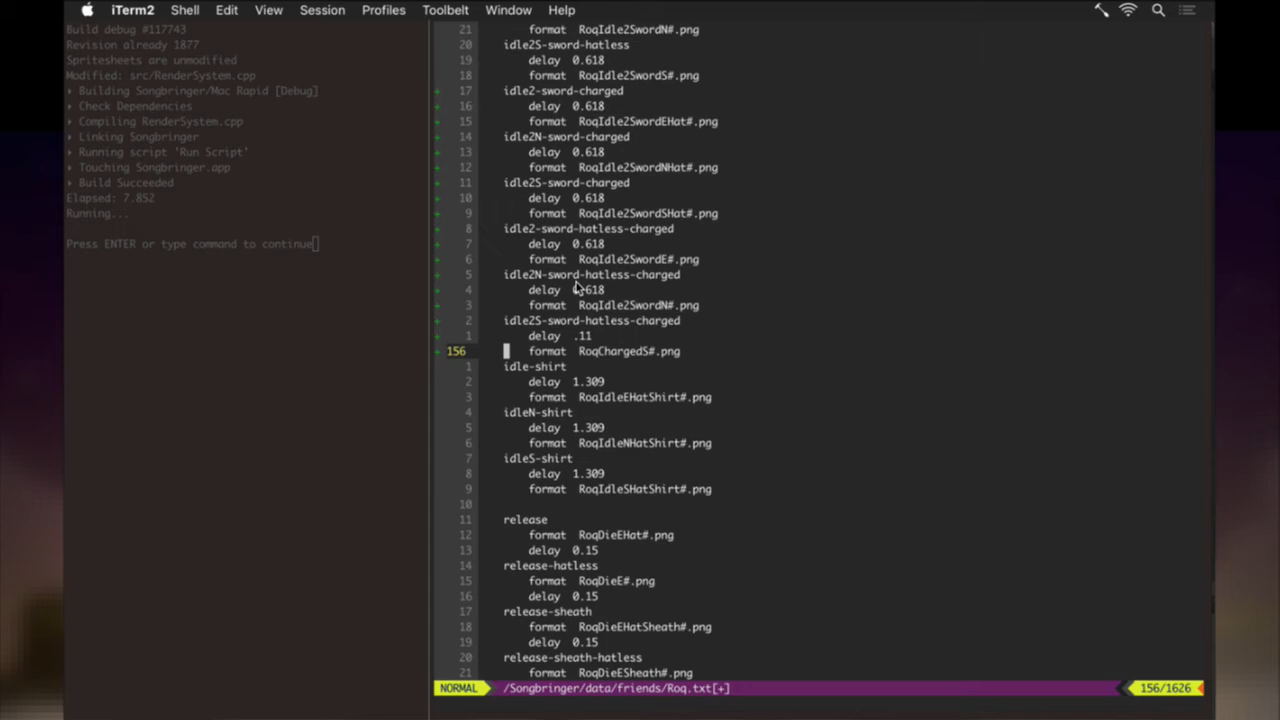 iTerm2 Shell Edit View Session Profiles Toolbelt Window Help
Build debug #117743
Revision already 1877
Spritesheets are unmodified
Modified: src/RenderSystem.cpp
▸ Building Songbringer/Mac Rapid [Debug]
▸ Check Dependencies
▸ Compiling RenderSystem.cpp
▸ Linking Songbringer
▸ Running script 'Run Script'
▸ Touching Songbringer.app
▸ Build Succeeded
Elapsed: 7.852
Running...
Press ENTER or type command to continue
21 format RoqIdle2SwordN#.png
20 idle2S-sword-hatless
19 delay 0.618
18 format RoqIdle2SwordS#.png
+ 17 idle2-sword-charged
+ 16 delay 0.618
+ 15 format RoqIdle2SwordEHat#.png
+ 14 idle2N-sword-charged
+ 13 delay 0.618
+ 12 format RoqIdle2SwordNHat#.png
+ 11 idle2S-sword-charged
+ 10 delay 0.618
+ 9 format RoqIdle2SwordSHat#.png
+ 8 idle2-sword-hatless-charged
+ 7 delay 0.618
+ 6 format RoqIdle2SwordE#.png
+ 5 idle2N-sword-hatless-charged
+ 4 delay 0.618
+ 3 format RoqIdle2SwordN#.png
+ 2 idle2S-sword-hatless-charged
+ 1 delay .11
+ 156 format RoqChargedS#.png
1 idle-shirt
2 delay 1.309
3 format RoqIdleEHatShirt#.png
4 idleN-shirt
5 delay 1.309
6 format RoqIdleNHatShirt#.png
7 idleS-shirt
8 delay 1.309
9 format RoqIdleSHatShirt#.png
10
11 release
12 format RoqDieEHat#.png
13 delay 0.15
14 release-hatless
15 format RoqDieE#.png
16 delay 0.15
17 release-sheath
18 format RoqDieEHatSheath#.png
19 delay 0.15
20 release-sheath-hatless
21 format RoqDieESheath#.png
NORMAL /Songbringer/data/friends/Roq.txt[+] 156/1626